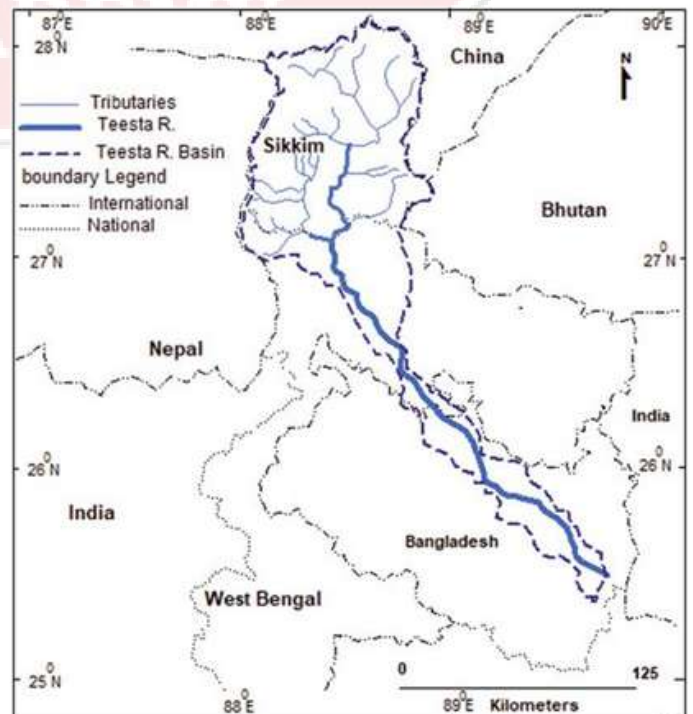 87°E
88°E
89°E
90°E
28°N
China
N
Tributaries
Teesta R.
Teesta R. Basin
boundary Legend
International
National
Sikkim
Bhutan
27°N
27°N
Nepal
India
26°N
26°N
India
Bangladesh
West Bengal
0
125
25°N
88°E
89°E
Kilometers